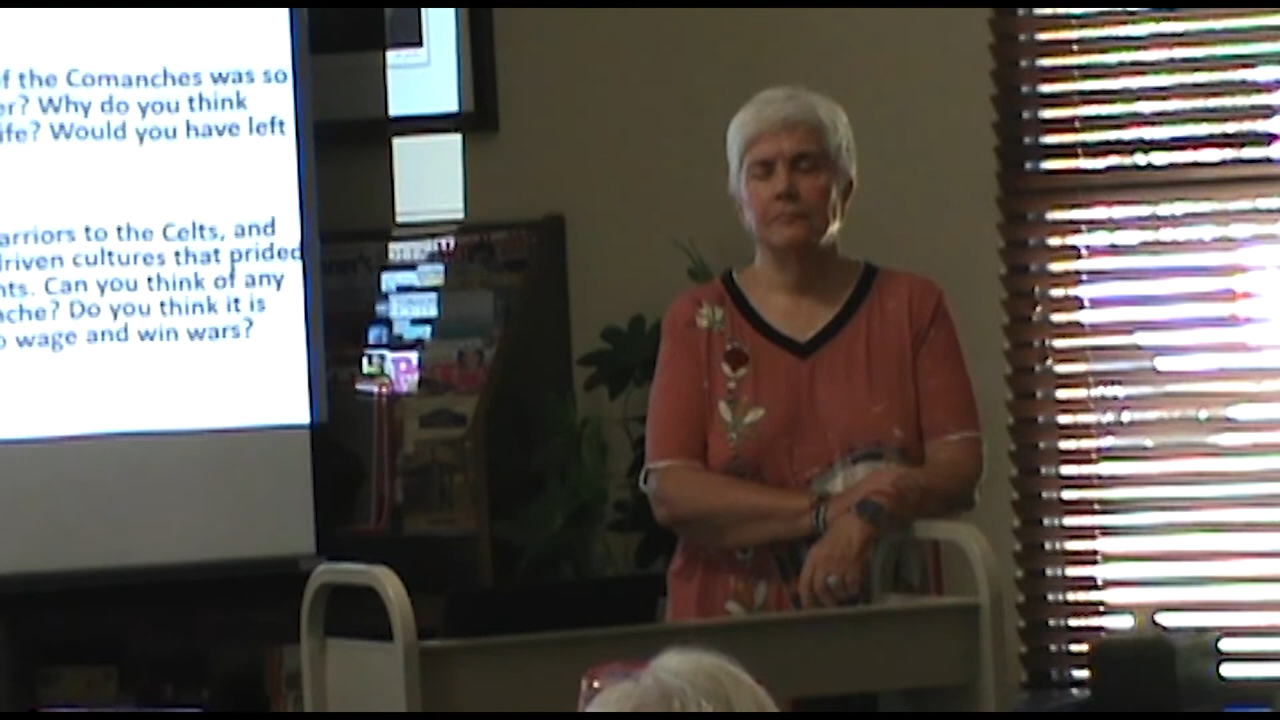 f the Comanches was so
er? Why do you think
ife? Would you have left
arriors to the Celts, and
driven cultures that prided
nts. Can you think of any
ache? Do you think it is
o wage and win wars?